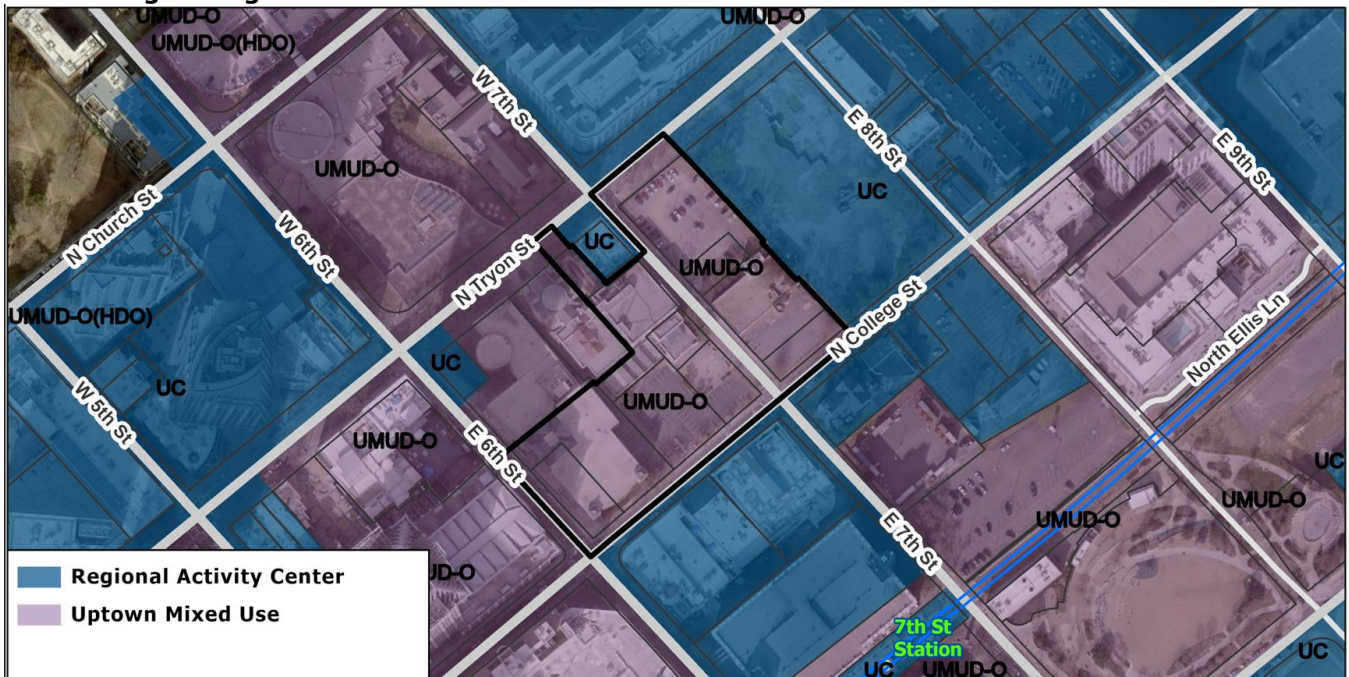 UMUD-O
UMUD-O(HDO)
UMUD-O
W 7th St
E 8th St
E 9th St
UMUD-O
UC
N Church St
W 6th St
N Tryon St
UC
UMUD-O
N College St
North Ellis Ln
UMUD-O(HDO)
UC
UC
W 5th St
UMUD-O
UMUD-O
E 6th St
UC
UMUD-O
UMUD-O
E 7th St
Regional Activity Center
Uptown Mixed Use
7th St
Station
UC
UC
UMUD-O